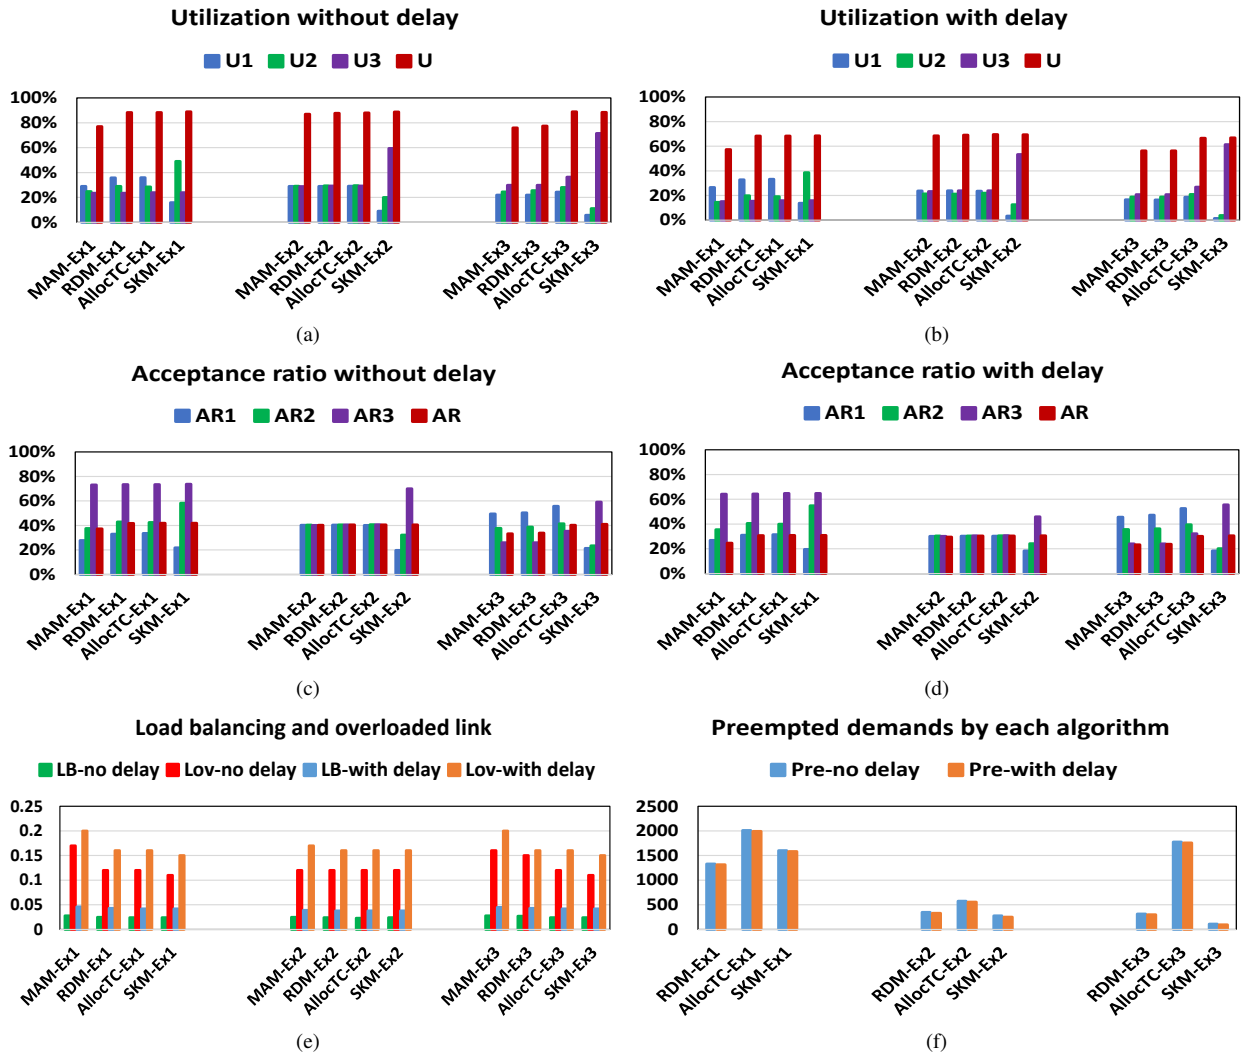 Utilization without delay
U1 U2 U3 U
100%
80%
60%
40%
20%
0%
MAM-Ex1
RDM-Ex1
AllocTC-Ex1
SKM-Ex1
MAM-Ex2
RDM-Ex2
AllocTC-Ex2
SKM-Ex2
MAM-Ex3
RDM-Ex3
AllocTC-Ex3
SKM-Ex3
(a)
Utilization with delay
U1 U2 U3 U
100%
80%
60%
40%
20%
0%
MAM-Ex1
RDM-Ex1
AllocTC-Ex1
SKM-Ex1
MAM-Ex2
RDM-Ex2
AllocTC-Ex2
SKM-Ex2
MAM-Ex3
RDM-Ex3
AllocTC-Ex3
SKM-Ex3
(b)
Acceptance ratio without delay
AR1 AR2 AR3 AR
100%
80%
60%
40%
20%
0%
MAM-Ex1
RDM-Ex1
AllocTC-Ex1
SKM-Ex1
MAM-Ex2
RDM-Ex2
AllocTC-Ex2
SKM-Ex2
MAM-Ex3
RDM-Ex3
AllocTC-Ex3
SKM-Ex3
(c)
Acceptance ratio with delay
AR1 AR2 AR3 AR
100%
80%
60%
40%
20%
0%
MAM-Ex1
RDM-Ex1
AllocTC-Ex1
SKM-Ex1
MAM-Ex2
RDM-Ex2
AllocTC-Ex2
SKM-Ex2
MAM-Ex3
RDM-Ex3
AllocTC-Ex3
SKM-Ex3
(d)
Load balancing and overloaded link
LB-no delay Lov-no delay LB-with delay Lov-with delay
0.25
0.2
0.15
0.1
0.05
0
MAM-Ex1
RDM-Ex1
AllocTC-Ex1
SKM-Ex1
MAM-Ex2
RDM-Ex2
AllocTC-Ex2
SKM-Ex2
MAM-Ex3
RDM-Ex3
AllocTC-Ex3
SKM-Ex3
(e)
Preempted demands by each algorithm
Pre-no delay Pre-with delay
2500
2000
1500
1000
500
0
RDM-Ex1
AllocTC-Ex1
SKM-Ex1
RDM-Ex2
AllocTC-Ex2
SKM-Ex2
RDM-Ex3
AllocTC-Ex3
SKM-Ex3
(f)